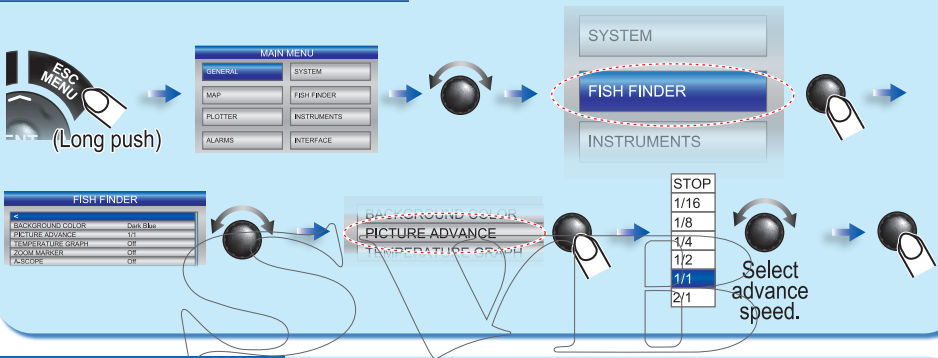 ESC
MENU
ENT
(Long push)
MAIN MENU
GENERAL SYSTEM
MAP FISH FINDER
PLOTTER INSTRUMENTS
ALARMS INTERFACE
SYSTEM
FISH FINDER
INSTRUMENTS
FISH FINDER
<
BACKGROUND COLOR Dark Blue
PICTURE ADVANCE 1/1
TEMPERATURE GRAPH Off
ZOOM MARKER Off
A-SCOPE Off
BACKGROUND COLOR
PICTURE ADVANCE
TEMPERATURE GRAPH
STOP
1/16
1/8
1/4
1/2
1/1
2/1
Select
advance
speed.